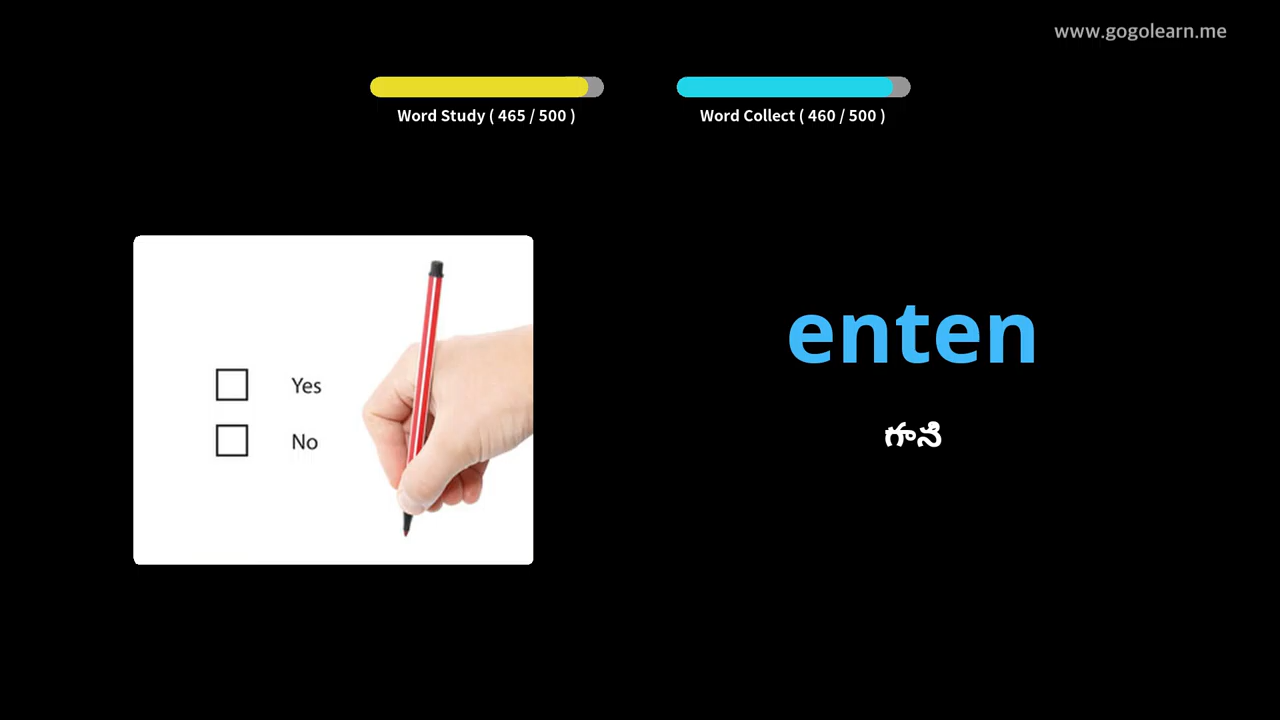 www.gogolearn.me
Word Study ( 465 / 500 )
Word Collect ( 460 / 500 )
Yes
No
enten
గానీ